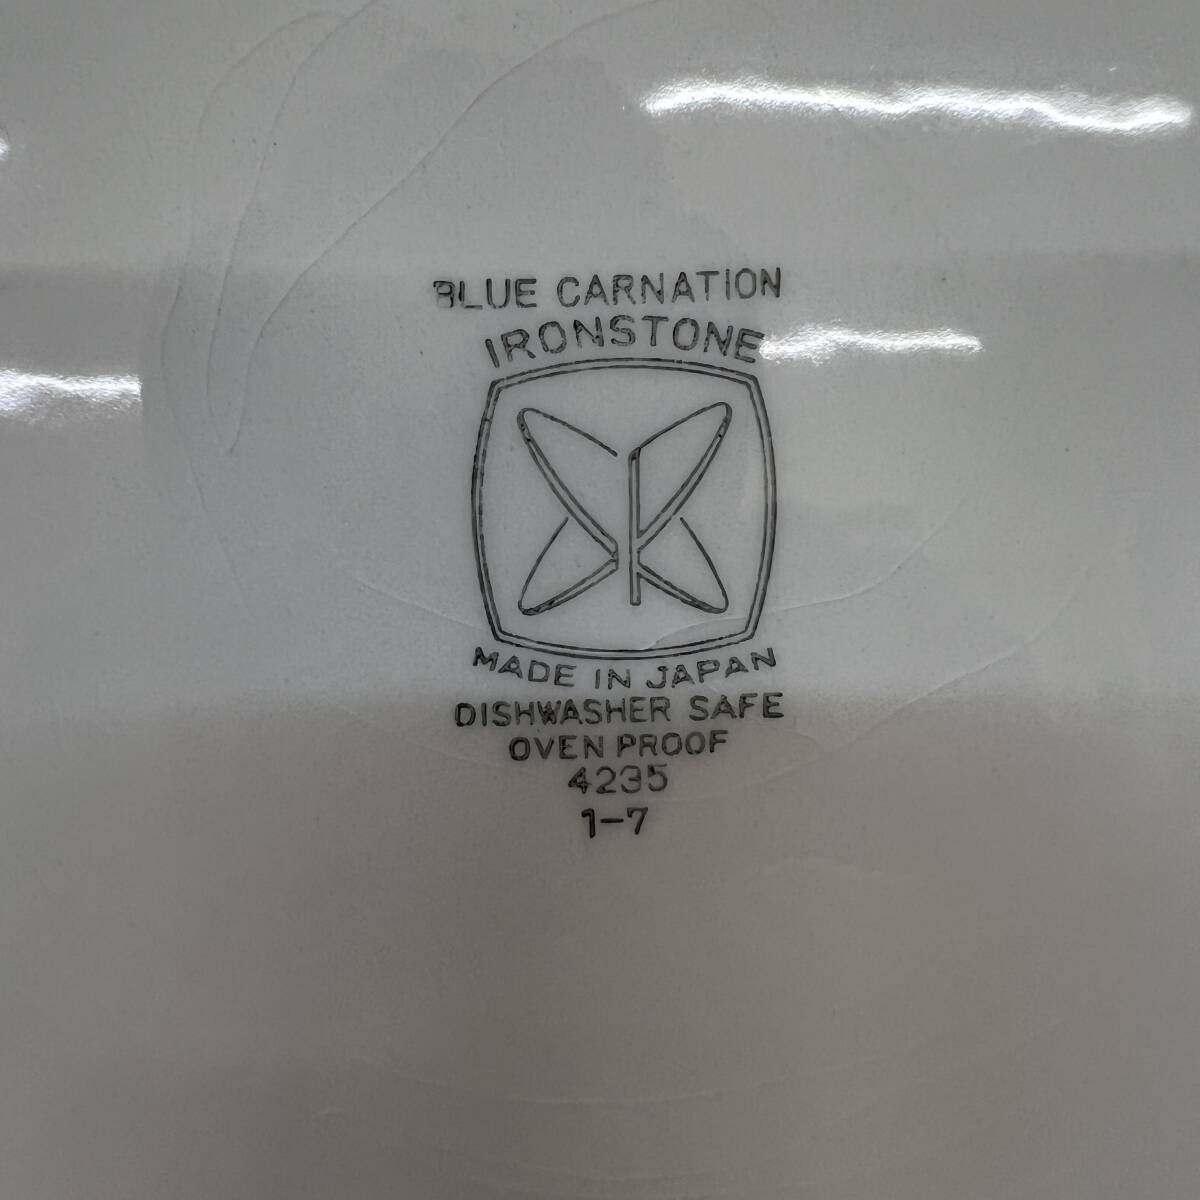 BLUE CARNATION
IRONSTONE
MADE IN JAPAN
DISHWASHER SAFE
OVEN PROOF
4235
1-7